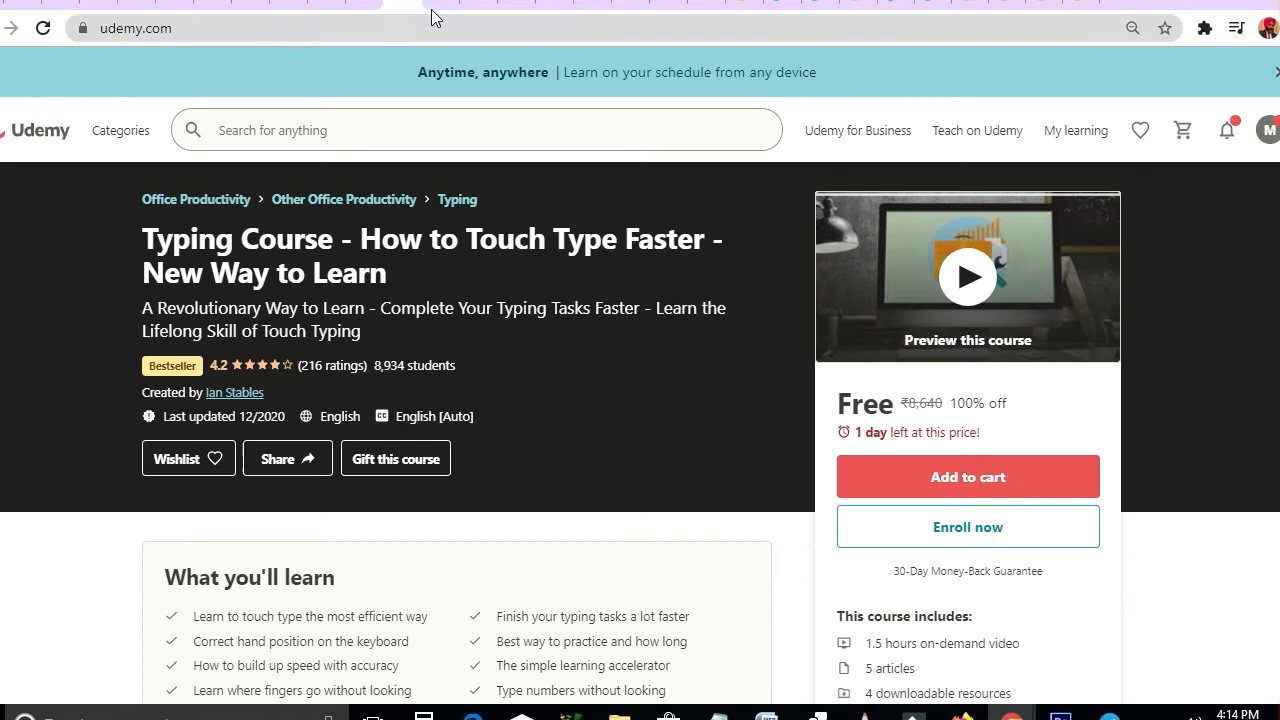 udemy.com
Anytime, anywhere | Learn on your schedule from any device
Udemy Categories Search for anything Udemy for Business Teach on Udemy My learning M
Office Productivity > Other Office Productivity > Typing
Typing Course - How to Touch Type Faster -
New Way to Learn
A Revolutionary Way to Learn - Complete Your Typing Tasks Faster - Learn the
Lifelong Skill of Touch Typing
Bestseller 4.2 (216 ratings) 8,934 students
Created by Ian Stables
Last updated 12/2020 English English [Auto]
Wishlist Share Gift this course
Preview this course
Free ₹8,640 100% off
1 day left at this price!
Add to cart
Enroll now
30-Day Money-Back Guarantee
This course includes:
1.5 hours on-demand video
5 articles
4 downloadable resources
What you'll learn
Learn to touch type the most efficient way
Correct hand position on the keyboard
How to build up speed with accuracy
Learn where fingers go without looking
Finish your typing tasks a lot faster
Best way to practice and how long
The simple learning accelerator
Type numbers without looking
4:14 PM